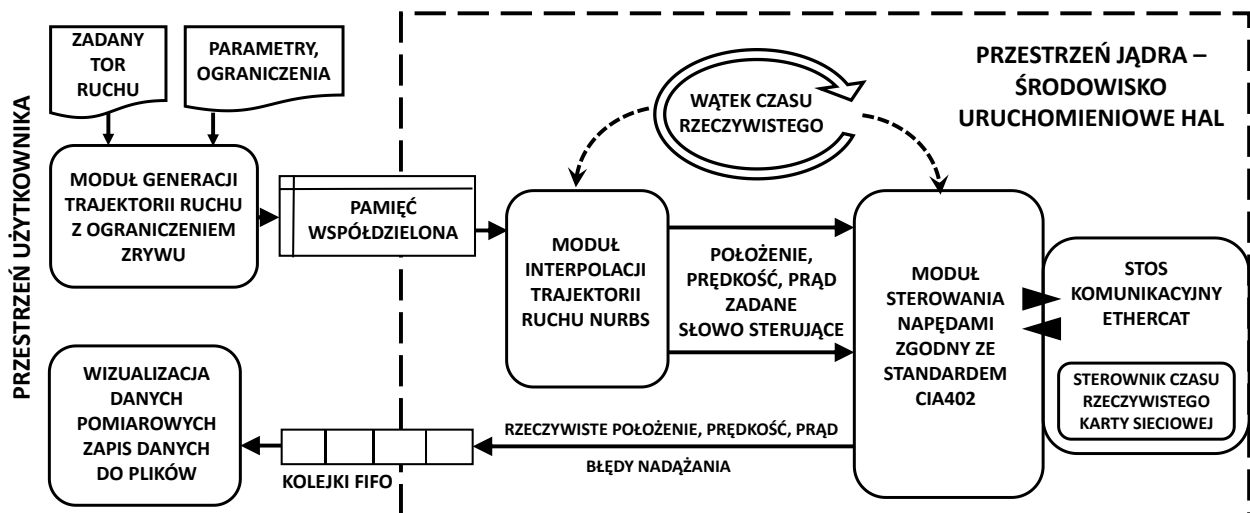 PRZESTRZEŃ UŻYTKOWNIKA
ZADANY
TOR
RUCHU
PARAMETRY,
OGRANICZENIA
MODUŁ GENERACJI
TRAJEKTORII RUCHU
Z OGRANICZENIEM
ZRYWU
PAMIĘĆ
WSPÓŁDZIELONA
WĄTEK CZASU
RZECZYWISTEGO
PRZESTRZEŃ JĄDRA –
ŚRODOWISKO
URUCHOMIENIOWE HAL
MODUŁ
INTERPOLACJI
TRAJEKTORII
RUCHU NURBS
POŁOŻENIE,
PRĘDKOŚĆ, PRĄD
ZADANE
SŁOWO STERUJĄCE
MODUŁ
STEROWANIA
NAPĘDAMI
ZGODNY ZE
STANDARDEM
CIA402
STOS
KOMUNIKACYJNY
ETHERCAT
STEROWNIK CZASU
RZECZYWISTEGO
KARTY SIECIOWEJ
WIZUALIZACJA
DANYCH
POMIAROWYCH
ZAPIS DANYCH
DO PLIKÓW
KOLEJKI FIFO
RZECZYWISTE POŁOŻENIE, PRĘDKOŚĆ, PRĄD
BŁĘDY NADĄŻANIA